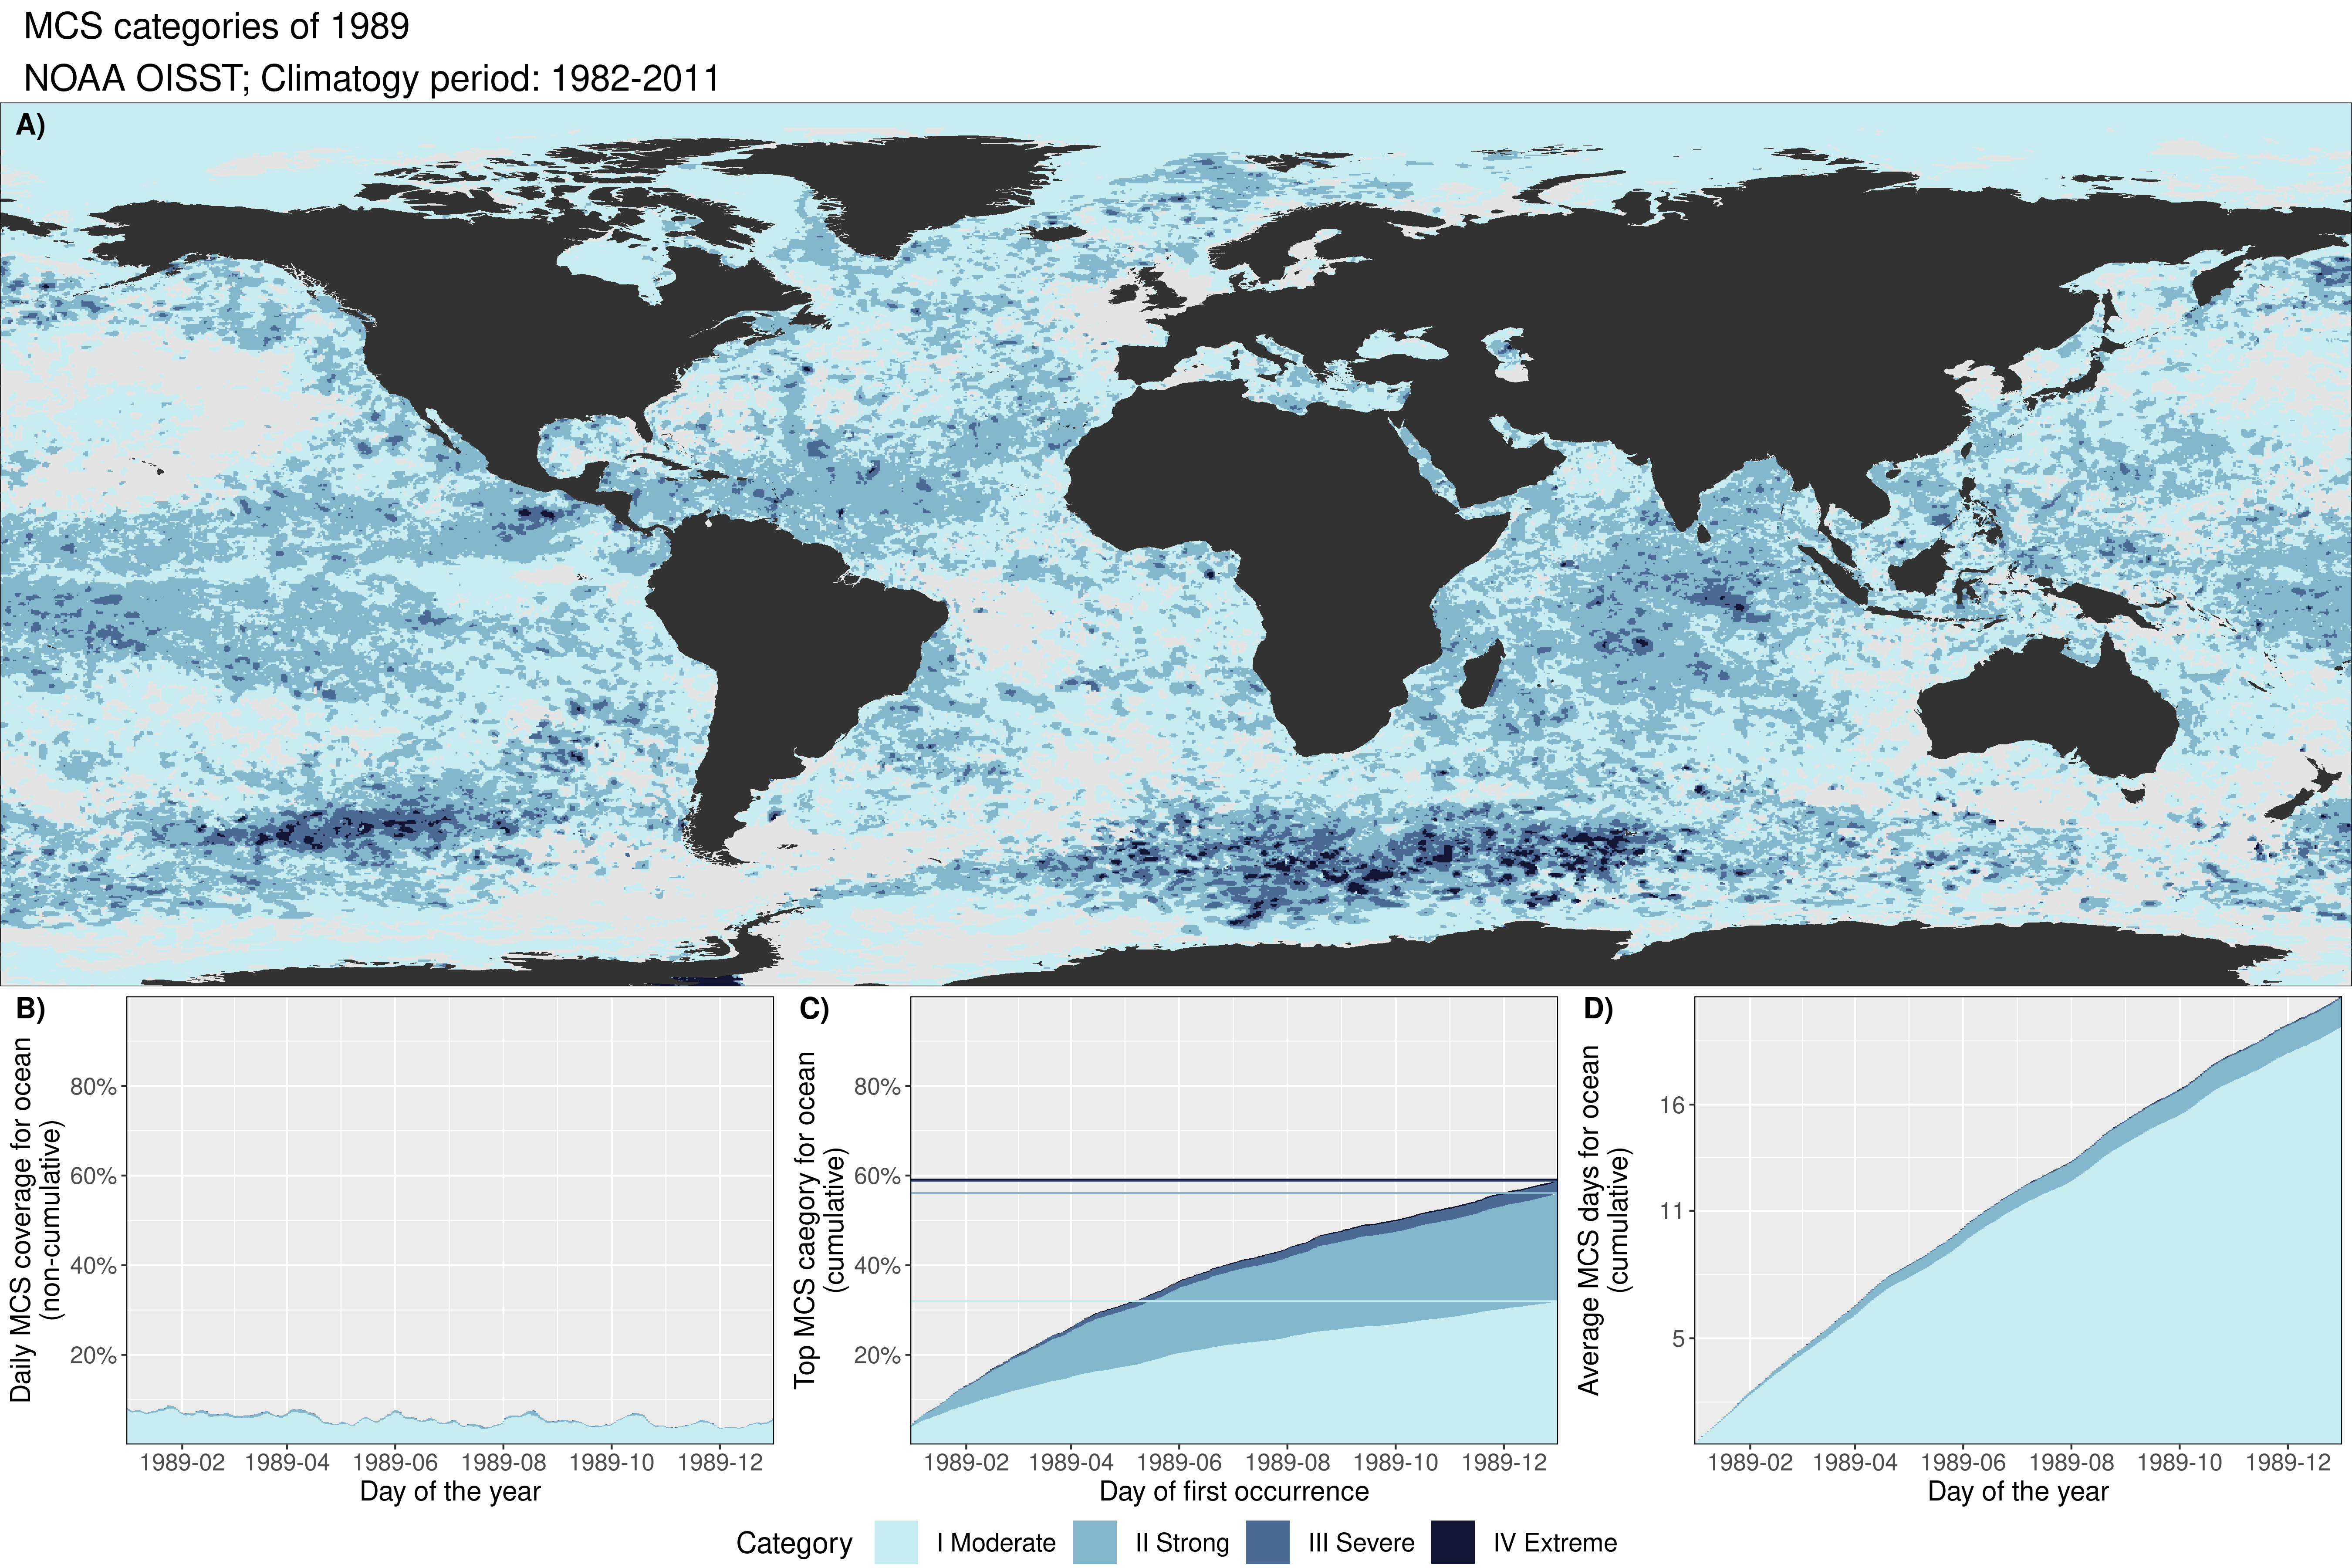 MCS categories of 1989
NOAA OISST; Climatogy period: 1982-2011
A)
B)
Daily MCS coverage for ocean
(non-cumulative)
80%
60%
40%
20%
1989-02 1989-04 1989-06 1989-08 1989-10 1989-12
Day of the year
C)
Top MCS caegory for ocean
(cumulative)
80%
60%
40%
20%
1989-02 1989-04 1989-06 1989-08 1989-10 1989-12
Day of first occurrence
D)
Average MCS days for ocean
(cumulative)
16
11
5
1989-02 1989-04 1989-06 1989-08 1989-10 1989-12
Day of the year
Category I Moderate II Strong III Severe IV Extreme